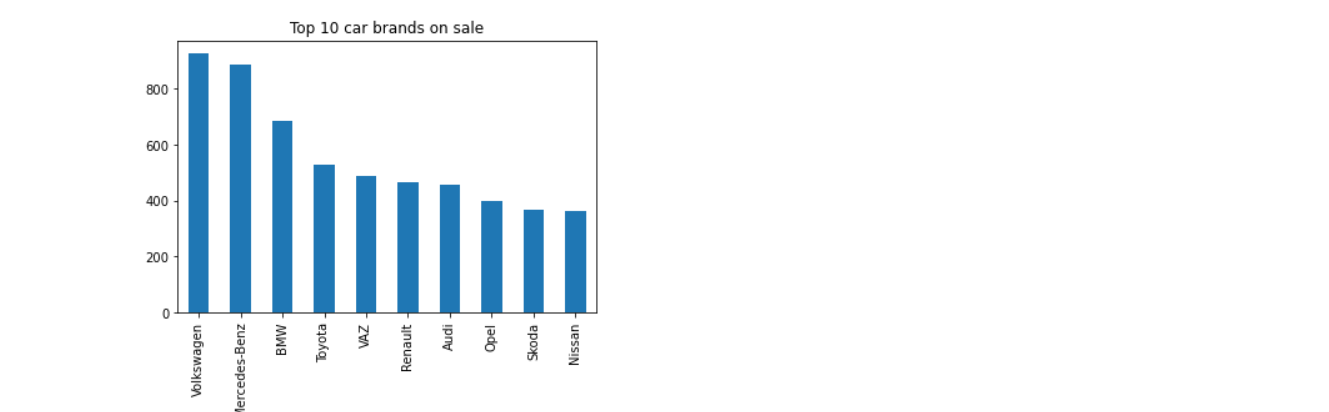 Top 10 car brands on sale
800
600
400
200
0
Volkswagen
Mercedes-Benz
BMW
Toyota
VAZ
Renault
Audi
Opel
Skoda
Nissan